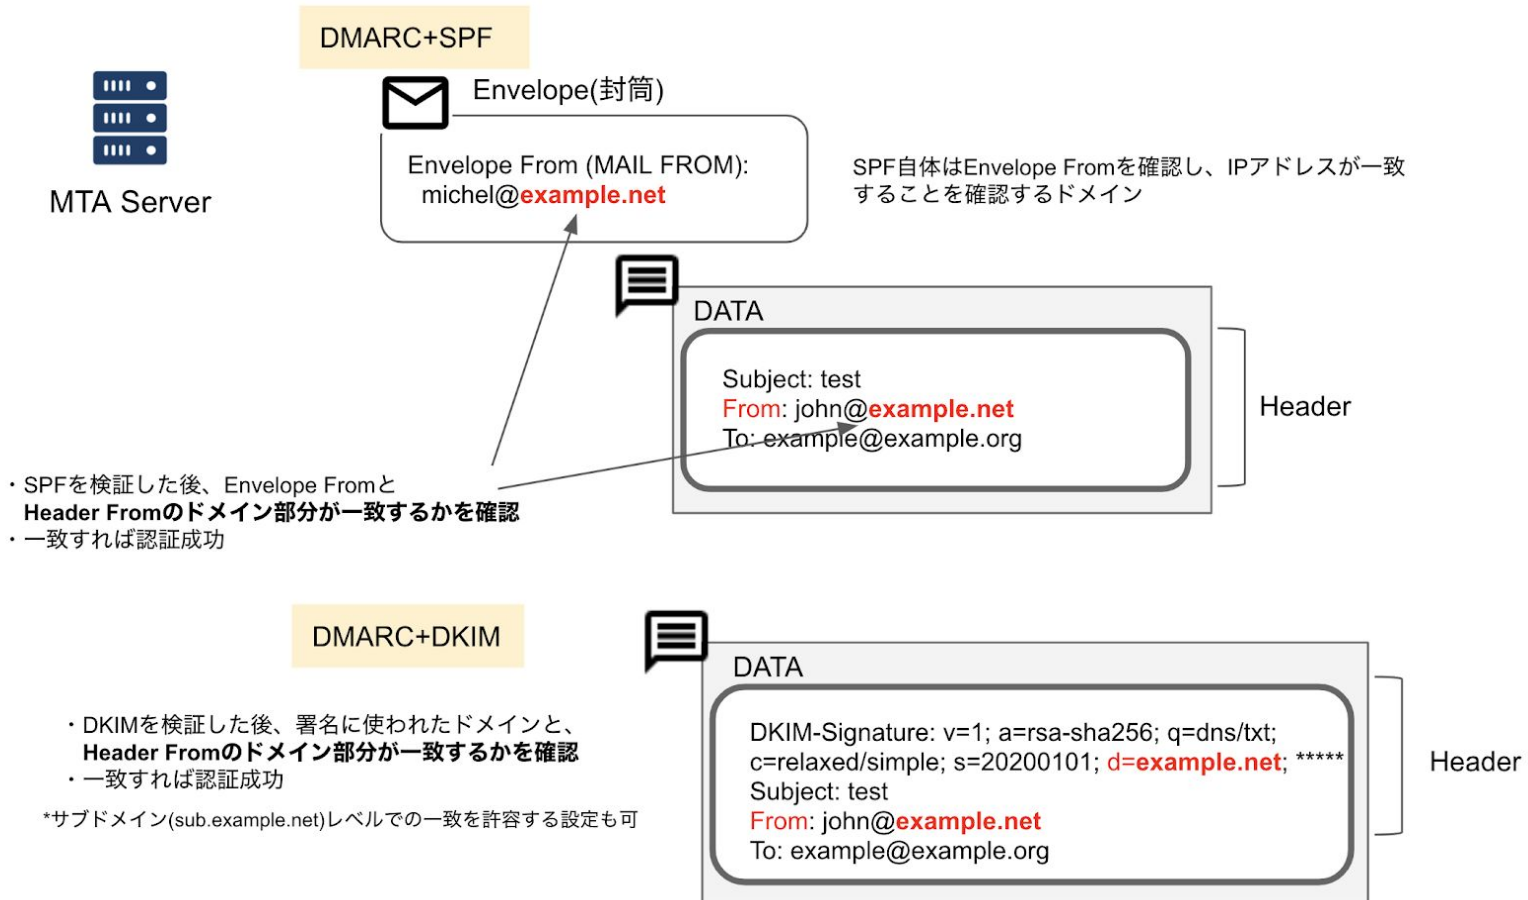 DMARC+SPF
Envelope(封筒)
MTA Server
Envelope From (MAIL FROM):
michel@example.net
SPF自体はEnvelope Fromを確認し、IPアドレスが一致
することを確認するドメイン
DATA
Subject: test
From: john@example.net
To: example@example.org
Header
・SPFを検証した後、Envelope Fromと
Header Fromのドメイン部分が一致するかを確認
・一致すれば認証成功
DMARC+DKIM
・DKIMを検証した後、署名に使われたドメインと、
Header Fromのドメイン部分が一致するかを確認
・一致すれば認証成功
*サブドメイン(sub.example.net)レベルでの一致を許容する設定も可
DATA
DKIM-Signature: v=1; a=rsa-sha256; q=dns/txt;
c=relaxed/simple; s=20200101; d=example.net; *****
Subject: test
From: john@example.net
To: example@example.org
Header